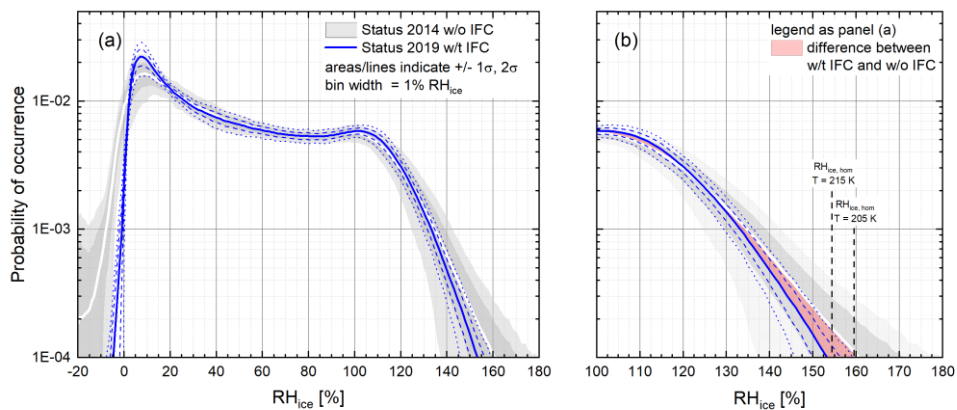 (a)
Status 2014 w/o IFC
Status 2019 w/t IFC
areas/lines indicate +/- 1σ, 2σ
bin width = 1% RHice
Probability of occurrence
1E-02
1E-03
1E-04
-20 0 20 40 60 80 100 120 140 160 180
RHice [%]
(b)
legend as panel (a)
difference between
w/t IFC and w/o IFC
RHice, hom
T = 215 K
RHice, hom
T = 205 K
100 110 120 130 140 150 160 170 180
RHice [%]